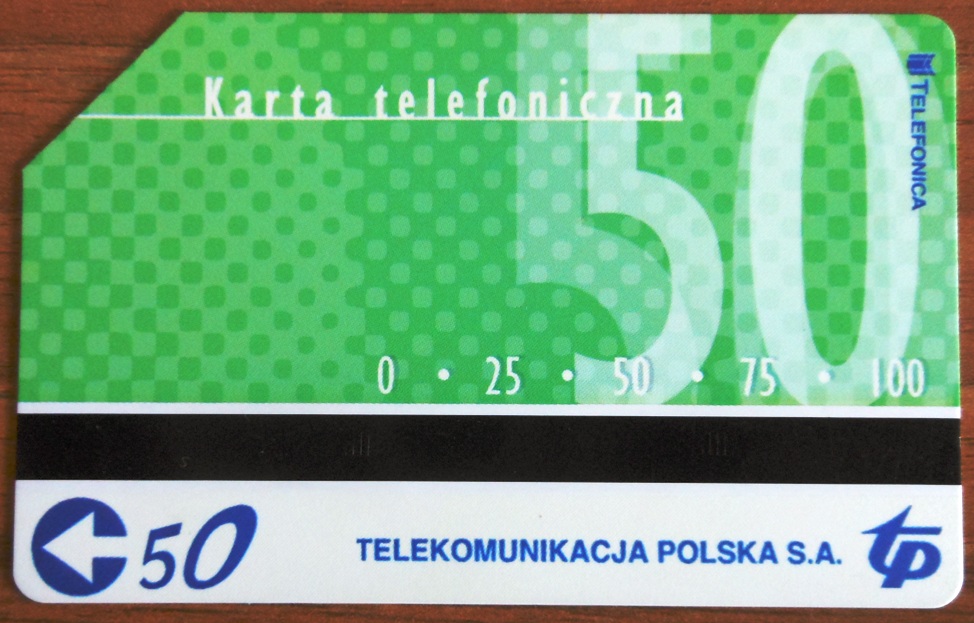 50
Karta telefoniczna
TELEFONICA
0 • 25 • 50 • 75 • 100
50
TELEKOMUNIKACJA POLSKA S.A.
tp